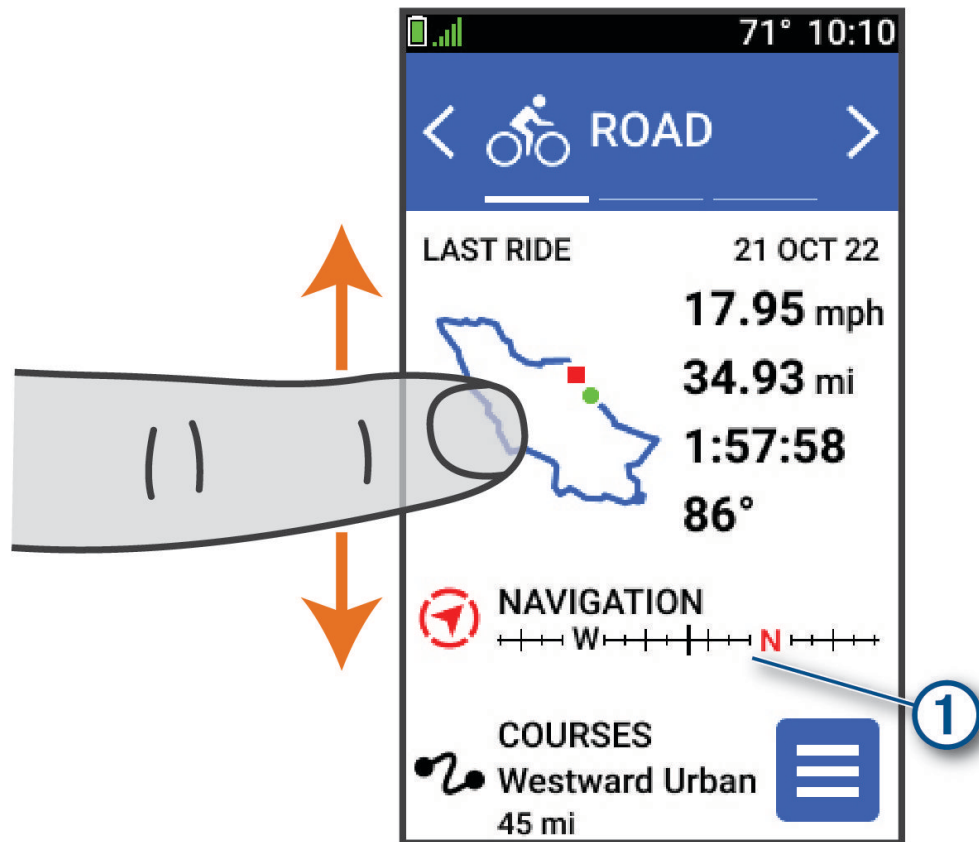 71° 10:10
ROAD
LAST RIDE 21 OCT 22
17.95 mph
34.93 mi
1:57:58
86°
NAVIGATION
W N
1
COURSES
Westward Urban
45 mi